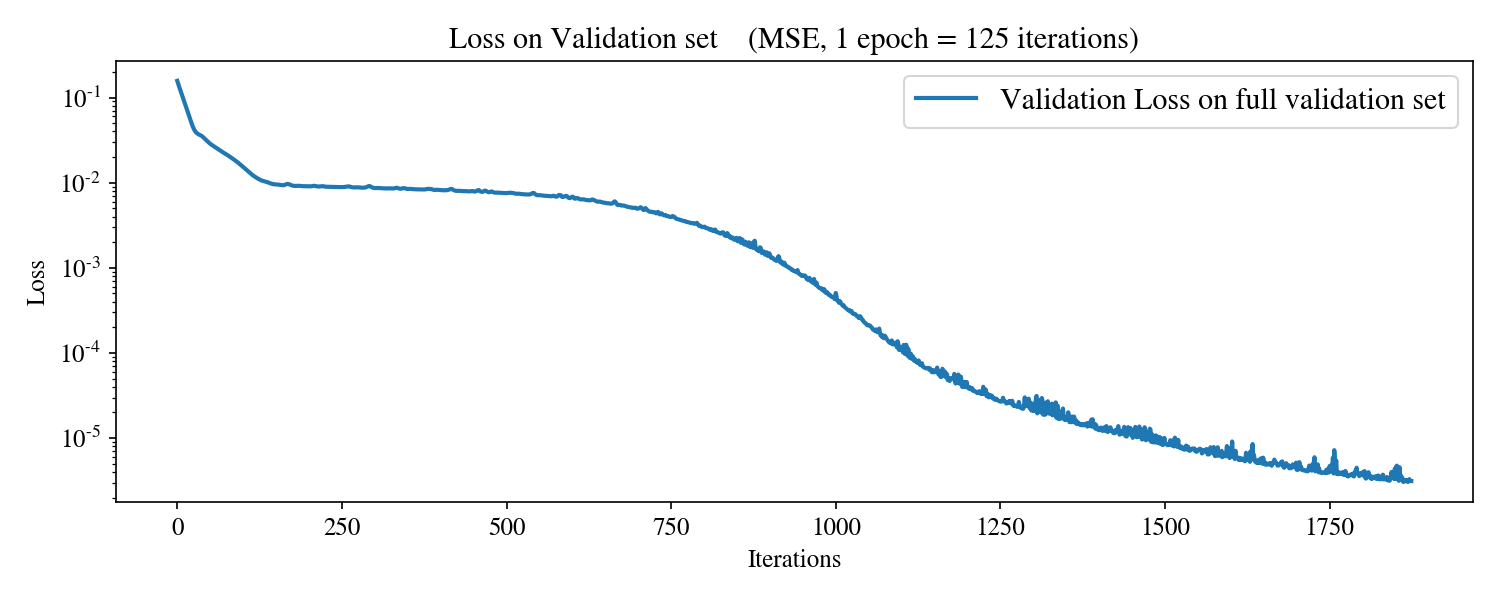 Loss on Validation set    (MSE, 1 epoch = 125 iterations)
Validation Loss on full validation set
Loss
10⁻¹
10⁻²
10⁻³
10⁻⁴
10⁻⁵
0 250 500 750 1000 1250 1500 1750
Iterations